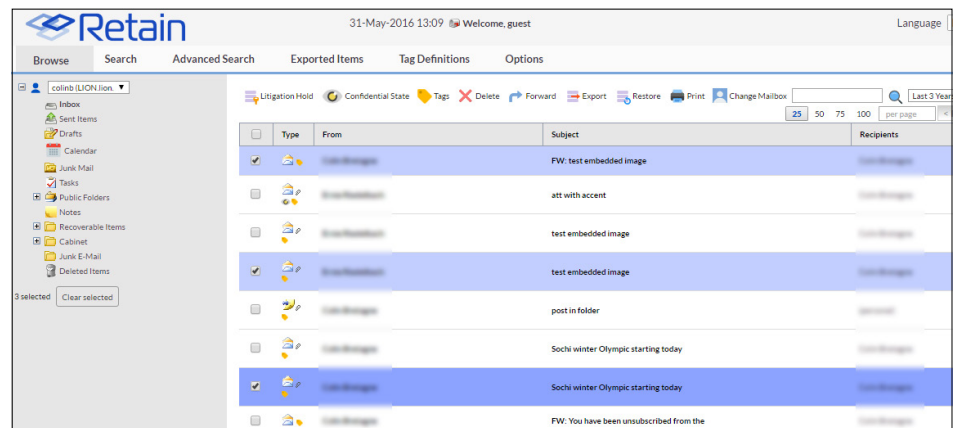 Retain
31-May-2016 13:09 Welcome, guest
Language
Browse Search Advanced Search Exported Items Tag Definitions Options
colinb (LION.lion.
Inbox
Sent Items
Drafts
Calendar
Junk Mail
Tasks
Public Folders
Notes
Recoverable Items
Cabinet
Junk E-Mail
Deleted Items
3 selected Clear selected
Litigation Hold Confidential State Tags Delete Forward Export Restore Print Change Mailbox Last 3 Years
25 50 75 100 per page <
Type From Subject Recipients
FW: test embedded image
att with accent
test embedded image
test embedded image
post in folder
Sochi winter Olympic starting today
Sochi winter Olympic starting today
FW: You have been unsubscribed from the